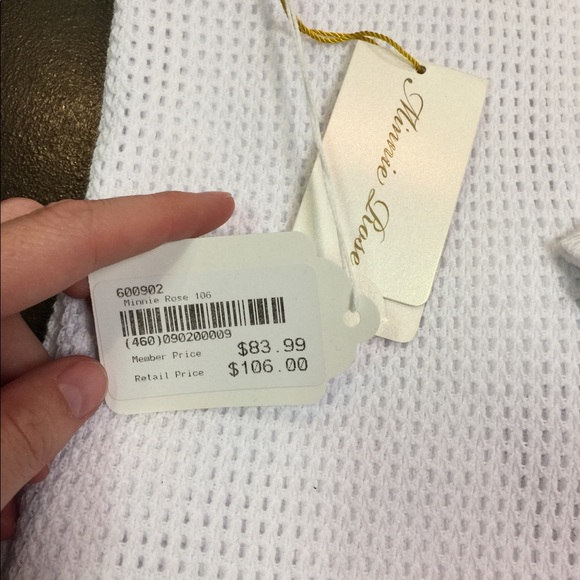 Minnie Rose
600902
Minnie Rose 106
(460)090200009
Member Price $83.99
Retail Price $106.00